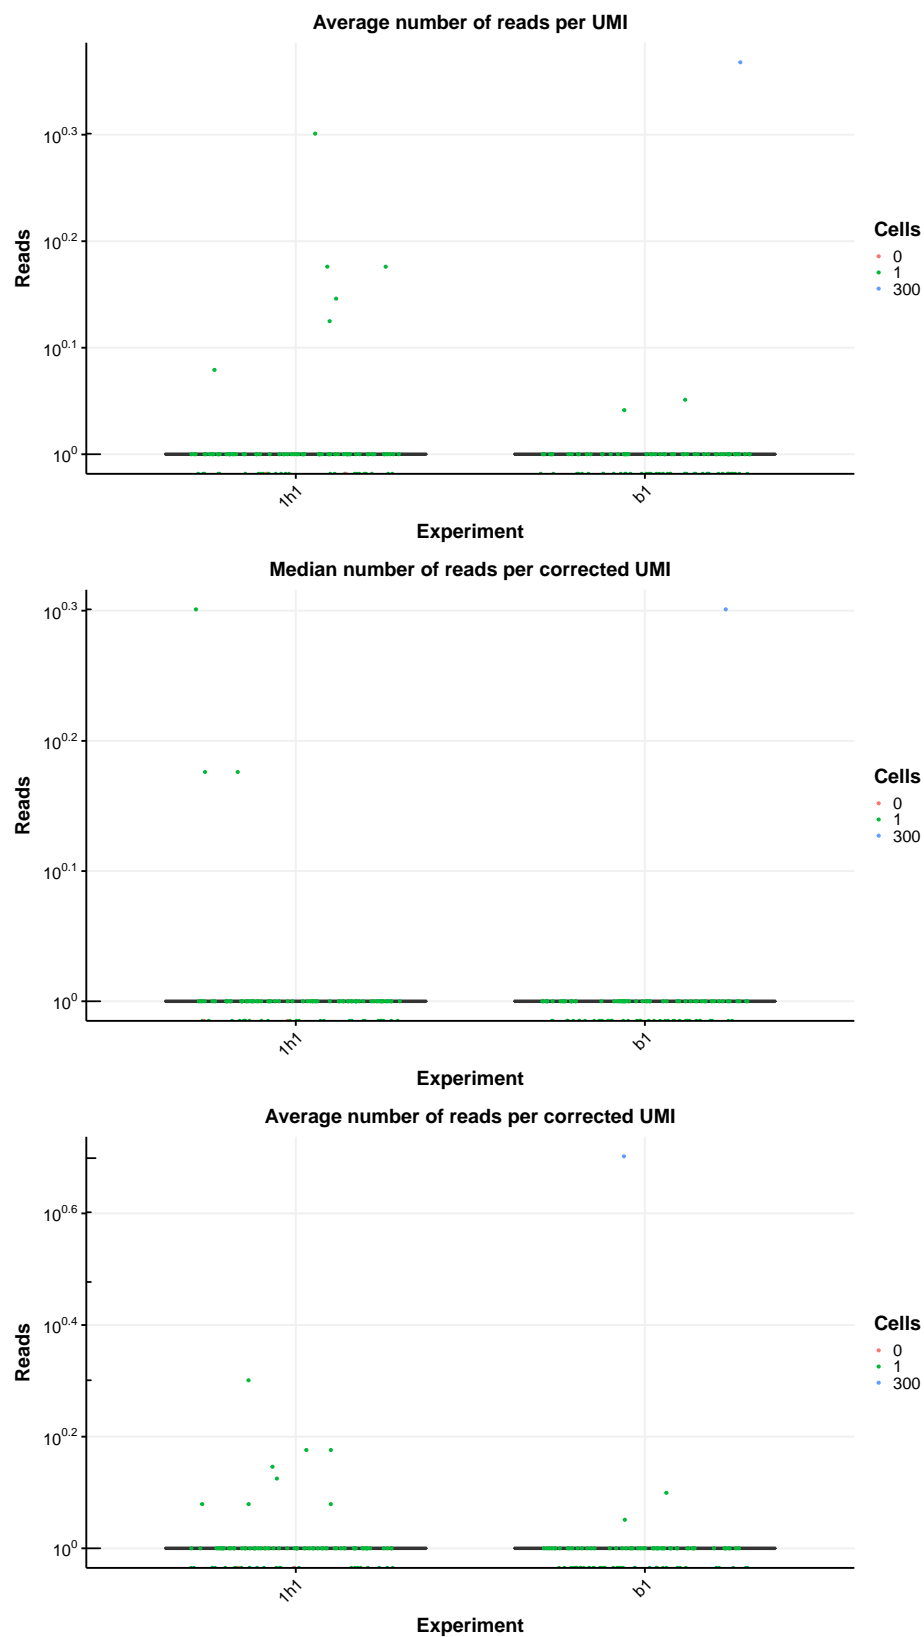 Average number of reads per UMI
10^0.3
10^0.2
10^0.1
10^0
Reads
1h1
b1
Experiment
Cells
0
1
300
Median number of reads per corrected UMI
10^0.3
10^0.2
10^0.1
10^0
Reads
1h1
b1
Experiment
Cells
0
1
300
Average number of reads per corrected UMI
10^0.6
10^0.4
10^0.2
10^0
Reads
1h1
b1
Experiment
Cells
0
1
300